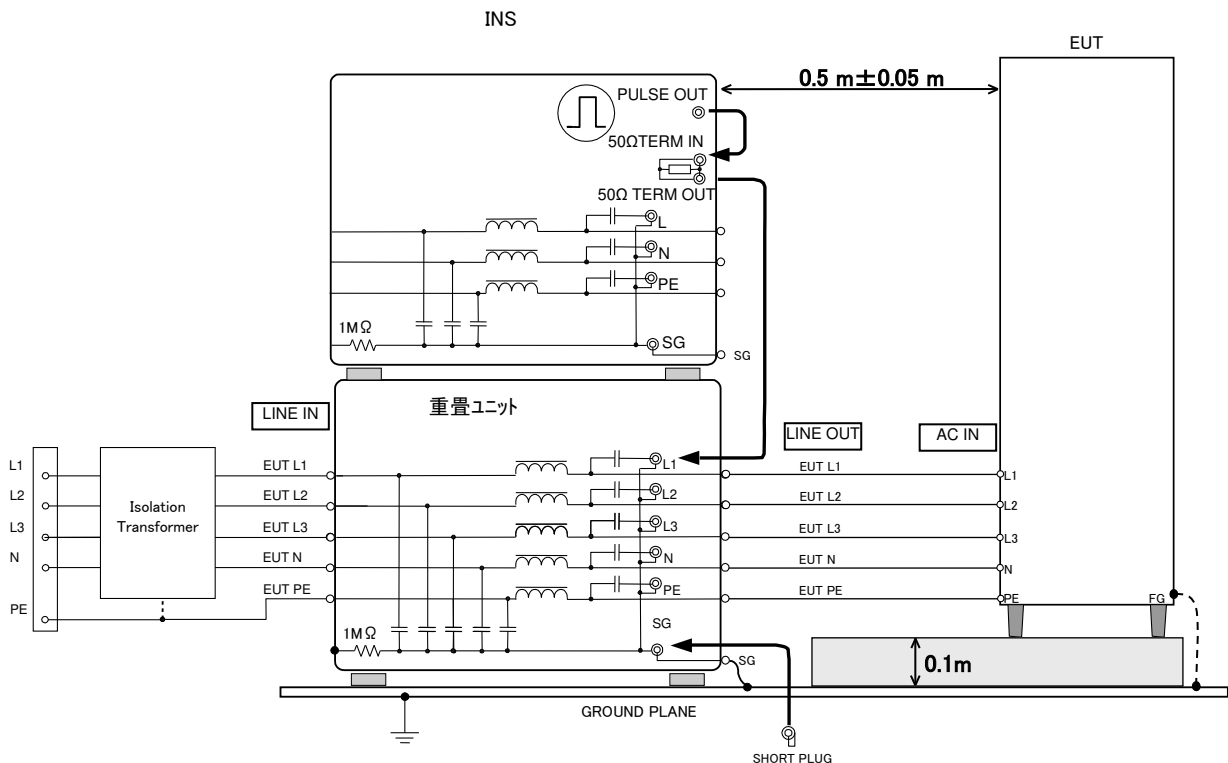 INS
EUT
0.5 m±0.05 m
PULSE OUT
50ΩTERM IN
50Ω TERM OUT
L
N
PE
1MΩ
SG
SG
LINE IN
重畳ユニット
LINE OUT
AC IN
L1
L2
L3
N
PE
Isolation
Transformer
EUT L1
EUT L2
EUT L3
EUT N
EUT PE
L1
L2
L3
N
PE
SG
1MΩ
SG
EUT L1
EUT L2
EUT L3
EUT N
EUT PE
L1
L2
L3
N
PE
FG
0.1m
GROUND PLANE
SHORT PLUG